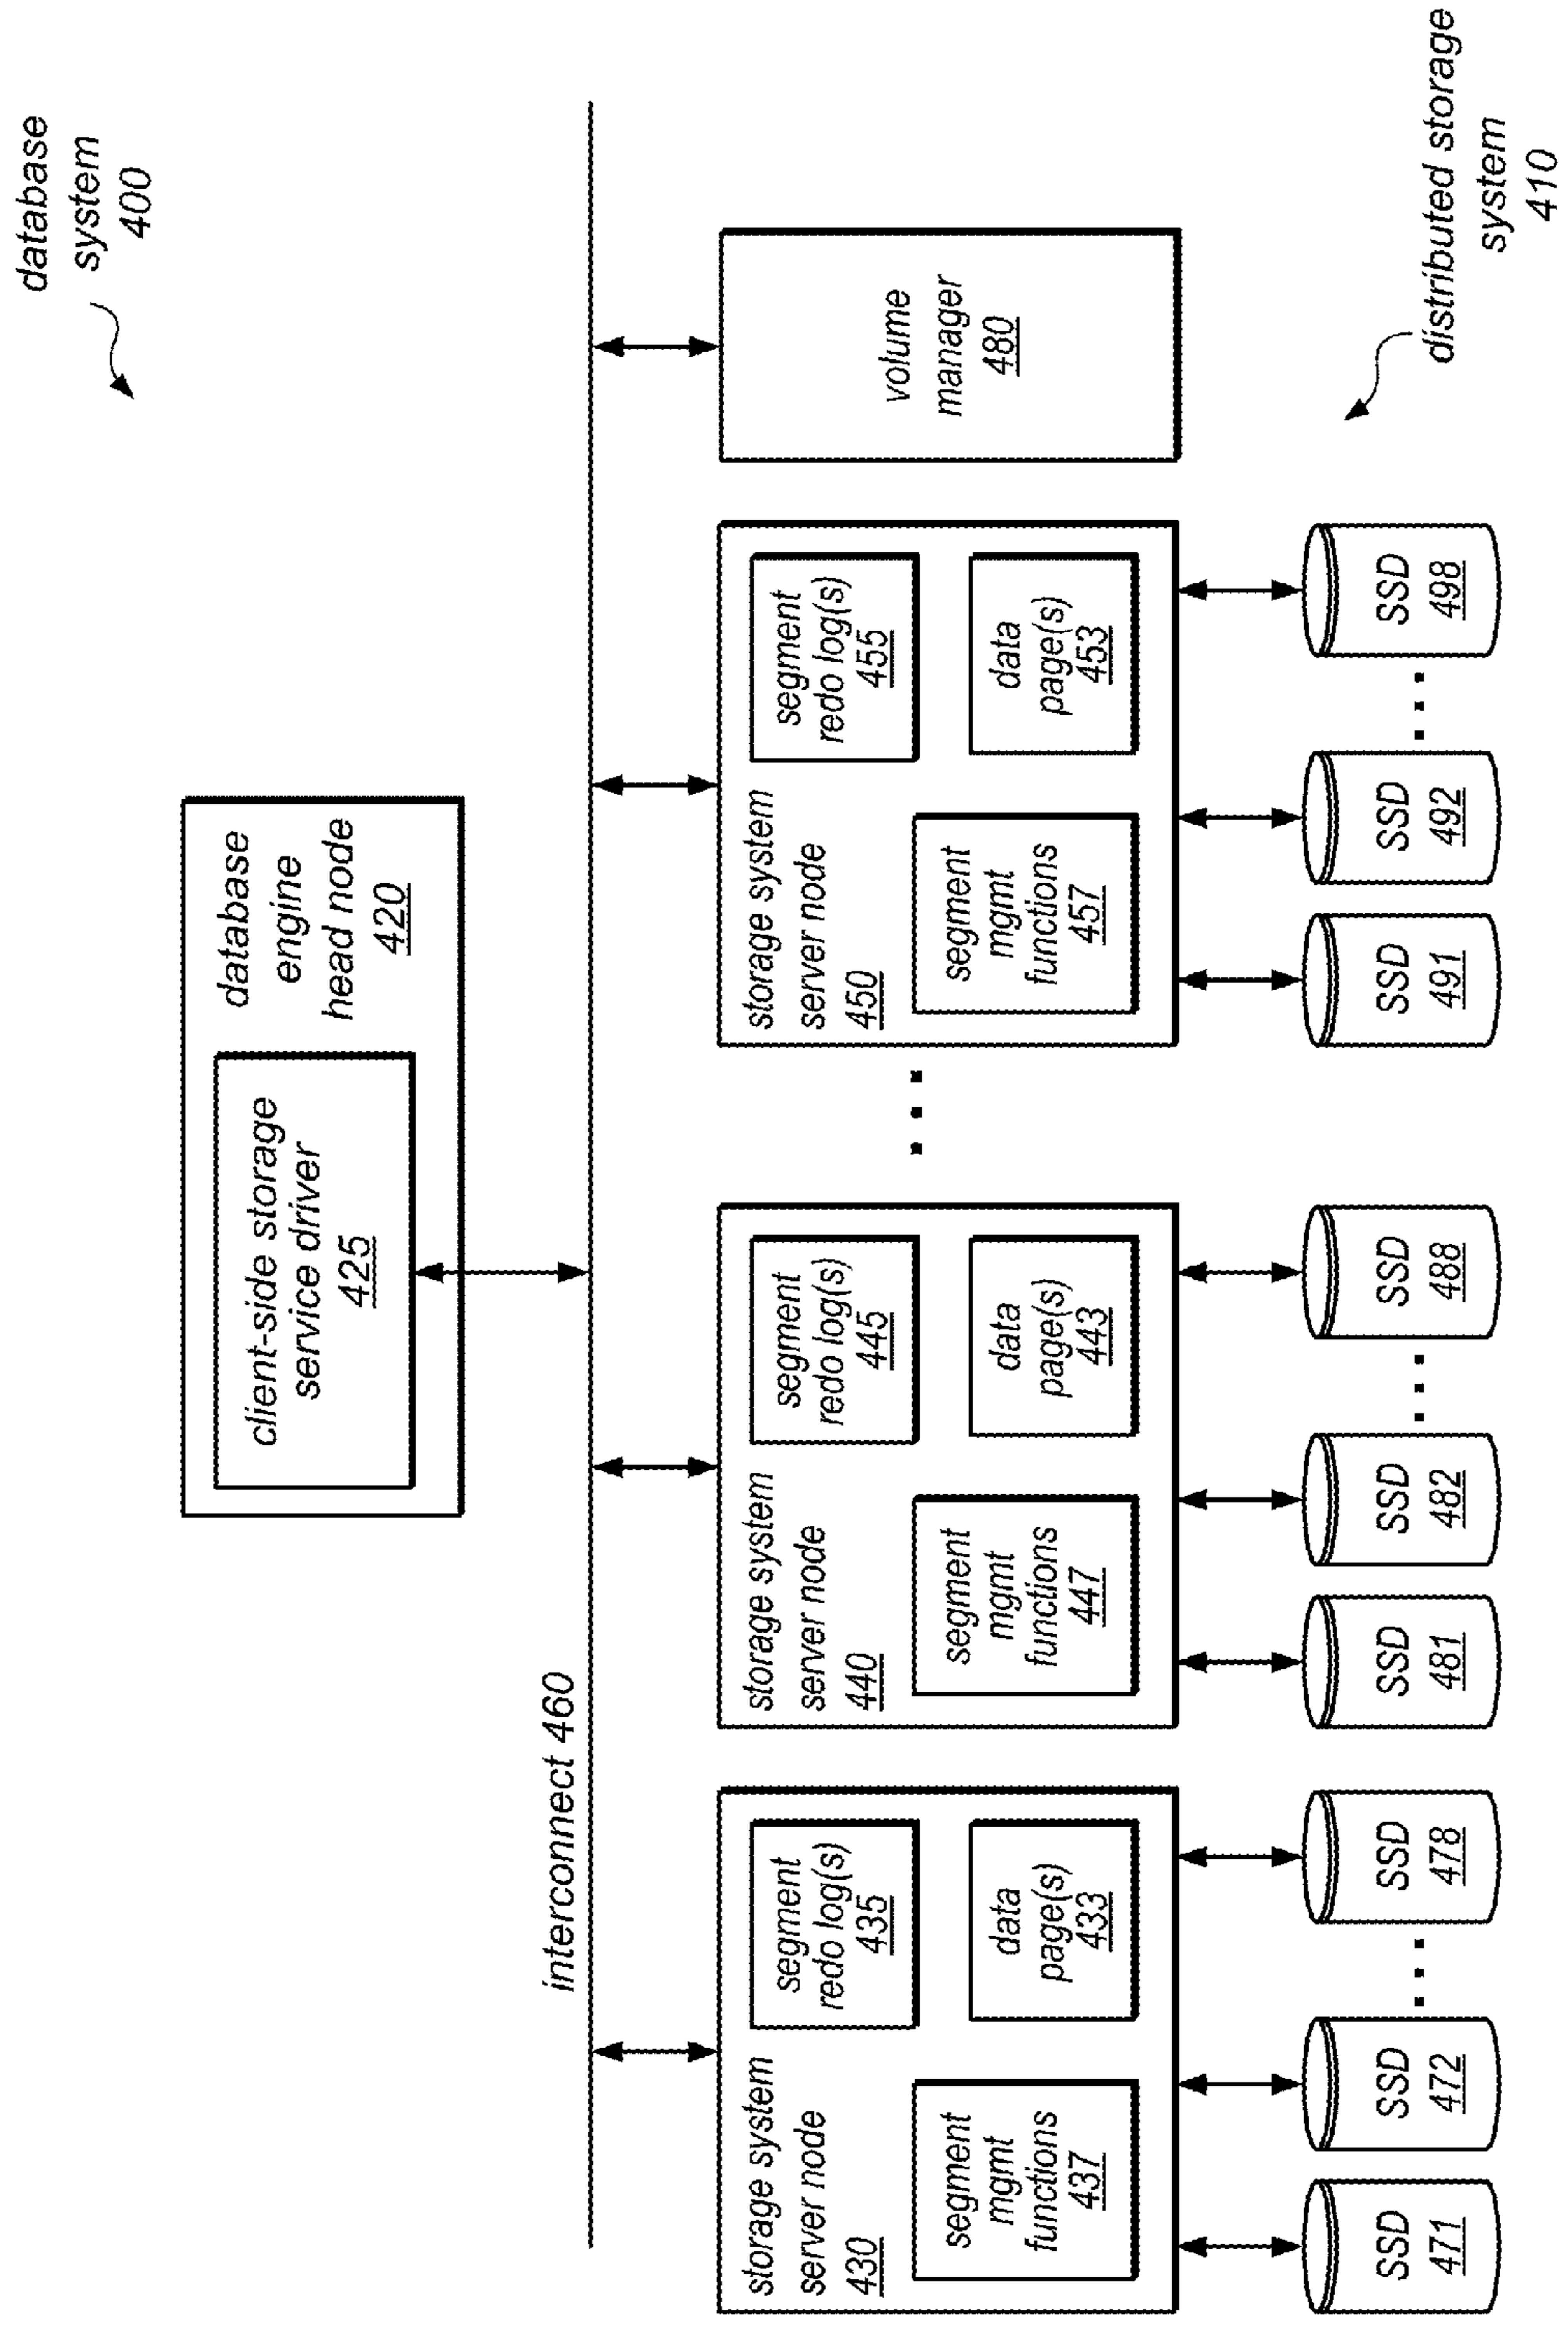 database
system
400
database
engine
head node
420
client-side storage
service driver
425
interconnect 460
storage system
server node
430
segment
redo log(s)
435
segment
mgmt
functions
437
data
page(s)
433
storage system
server node
440
segment
redo log(s)
445
segment
mgmt
functions
447
data
page(s)
443
...
storage system
server node
450
segment
redo log(s)
455
segment
mgmt
functions
457
data
page(s)
453
volume
manager
480
SSD
471
SSD
472
...
SSD
478
SSD
481
SSD
482
...
SSD
488
SSD
491
SSD
492
...
SSD
498
distributed storage
system
410